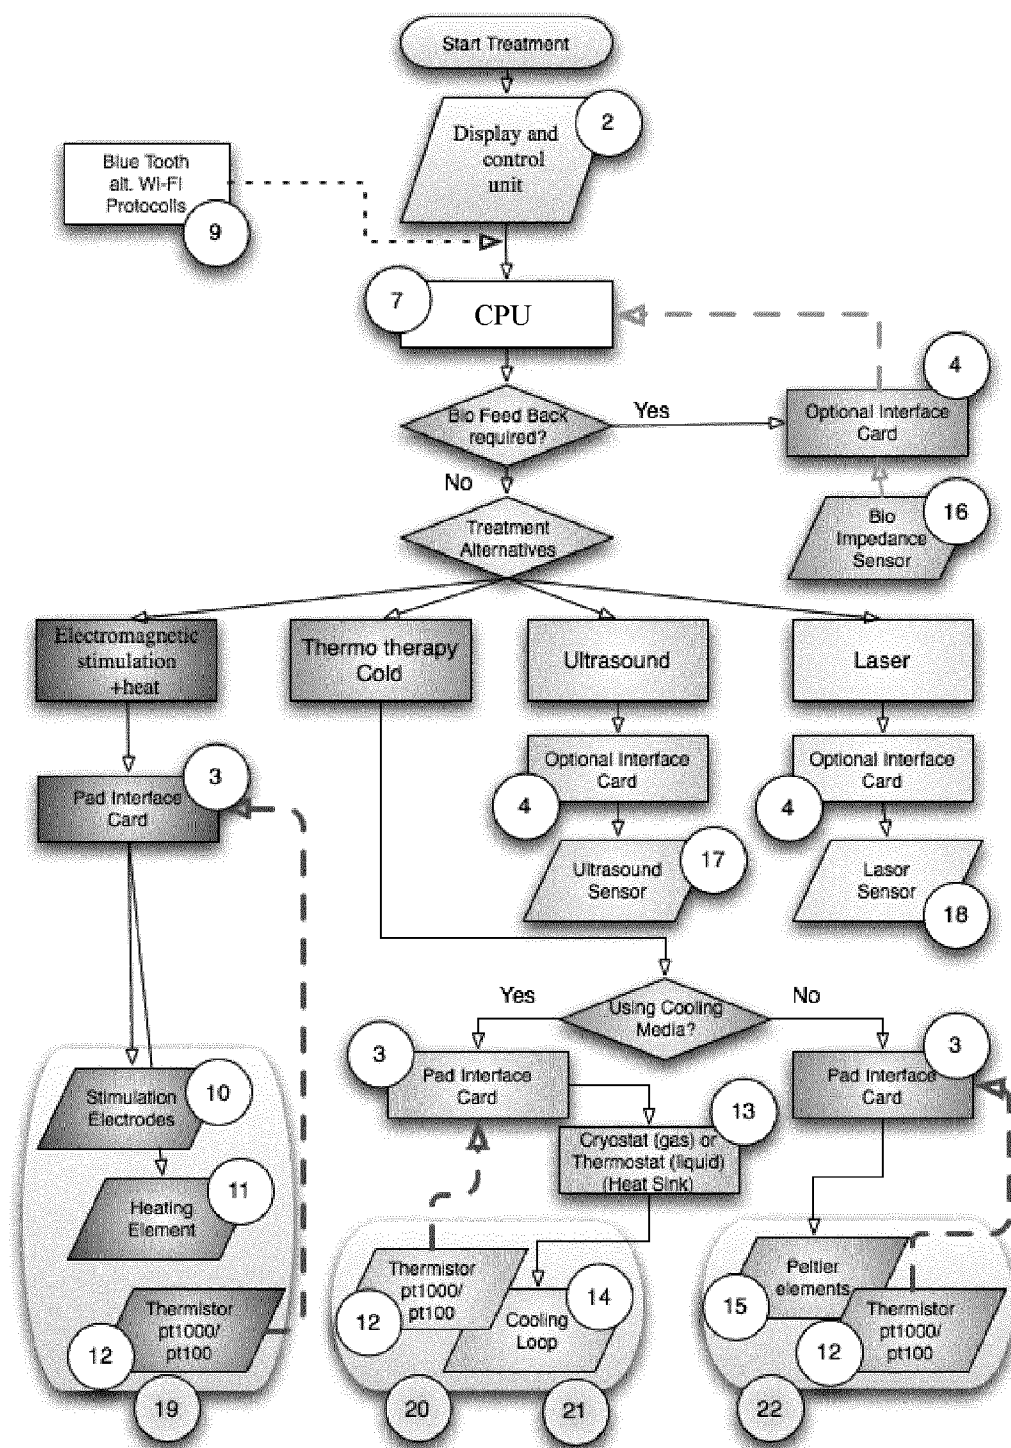 Start Treatment
2
Display and
control
unit
Blue Tooth
alt. Wi-Fi
Protocolls
9
7
CPU
4
Optional Interface
Card
Bio Feed Back
required?
Yes
No
16
Bio
Impedance
Sensor
Treatment
Alternatives
Electromagnetic
stimulation
+heat
Thermo therapy
Cold
Ultrasound
Laser
3
Pad Interface
Card
Optional Interface
Card
4
Optional Interface
Card
4
Ultrasound
Sensor
17
Lasor
Sensor
18
Using Cooling
Media?
Yes
No
3
Pad Interface
Card
3
Pad Interface
Card
13
Cryostat (gas) or
Thermostat (liquid)
(Heat Sink)
Stimulation
Electrodes
10
Heating
Element
11
Thermistor
pt1000/
pt100
12
19
Thermistor
pt1000/
pt100
12
Cooling
Loop
14
20
21
Peltier
elements
15
Thermistor
pt1000/
pt100
12
22